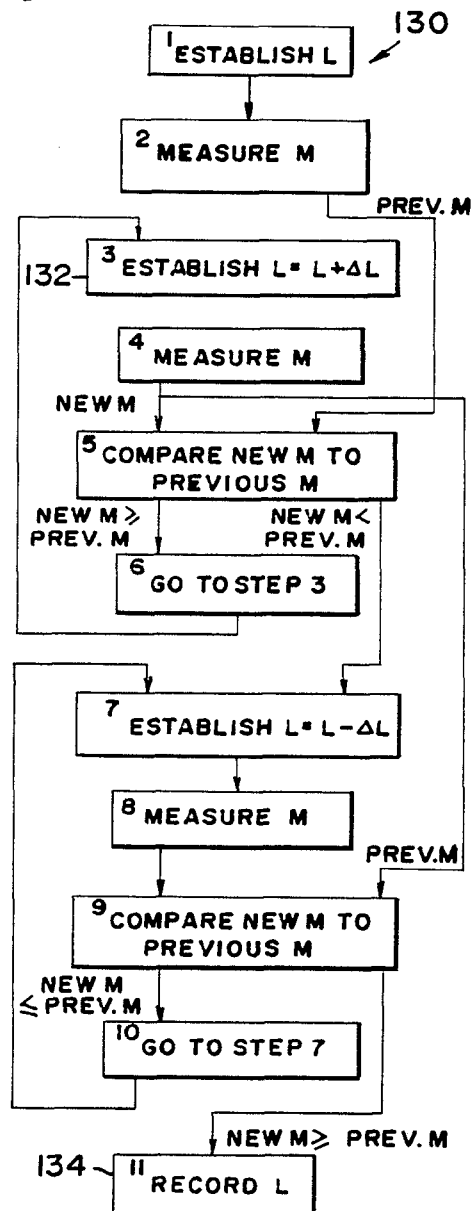 130
1 ESTABLISH L
2 MEASURE M
PREV. M
132
3 ESTABLISH L = L + ΔL
4 MEASURE M
NEW M
5 COMPARE NEW M TO
PREVIOUS M
NEW M ≥
PREV. M
NEW M <
PREV. M
6 GO TO STEP 3
7 ESTABLISH L = L - ΔL
8 MEASURE M
PREV. M
9 COMPARE NEW M TO
PREVIOUS M
NEW M
≤ PREV. M
10 GO TO STEP 7
NEW M ≥ PREV. M
134
11 RECORD L